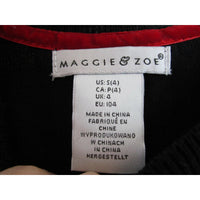 MAGGIE & ZOE
US: S(4)
CA: P(4)
UK: 4
EU: 104
MADE IN CHINA
FABRIQUÉ EN
CHINE
WYPRODUKOWANO
W CHINACH
IN CHINA
HERGESTELLT